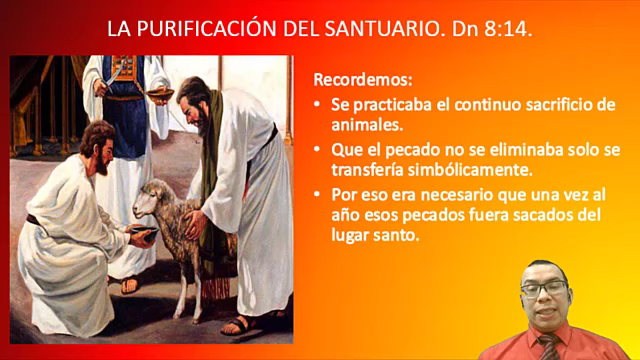 LA PURIFICACIÓN DEL SANTUARIO. Dn 8:14.
Recordemos:
• Se practicaba el continuo sacrificio de
animales.
• Que el pecado no se eliminaba solo se
transfería simbólicamente.
• Por eso era necesario que una vez al
año esos pecados fuera sacados del
lugar santo.